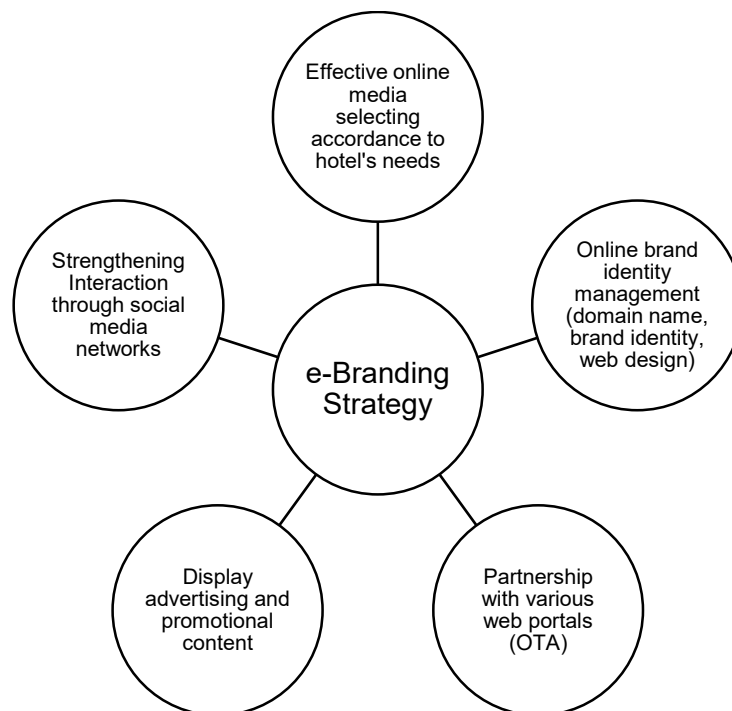 Effective online
media
selecting
accordance to
hotel's needs
Online brand
identity
management
(domain name,
brand identity,
web design)
Partnership
with various
web portals
(OTA)
Display
advertising and
promotional
content
Strengthening
Interaction
through social
media
networks
e-Branding
Strategy